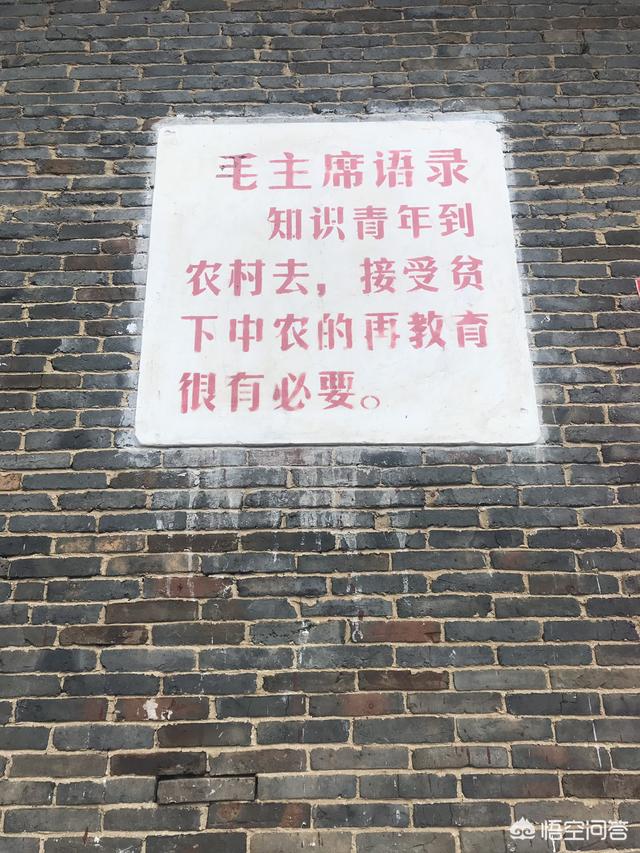 毛主席语录
知识青年到
农村去，接受贫
下中农的再教育
很有必要。
悟空问答